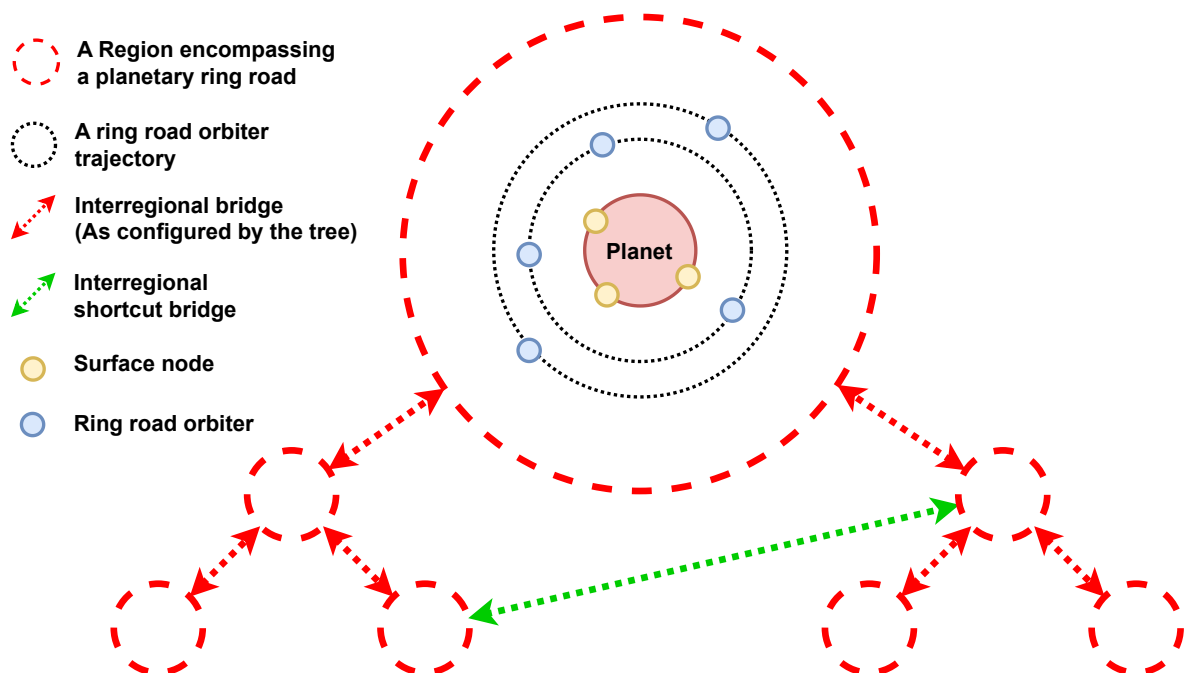 A Region encompassing
a planetary ring road
A ring road orbiter
trajectory
Interregional bridge
(As configured by the tree)
Interregional
shortcut bridge
Surface node
Ring road orbiter
Planet